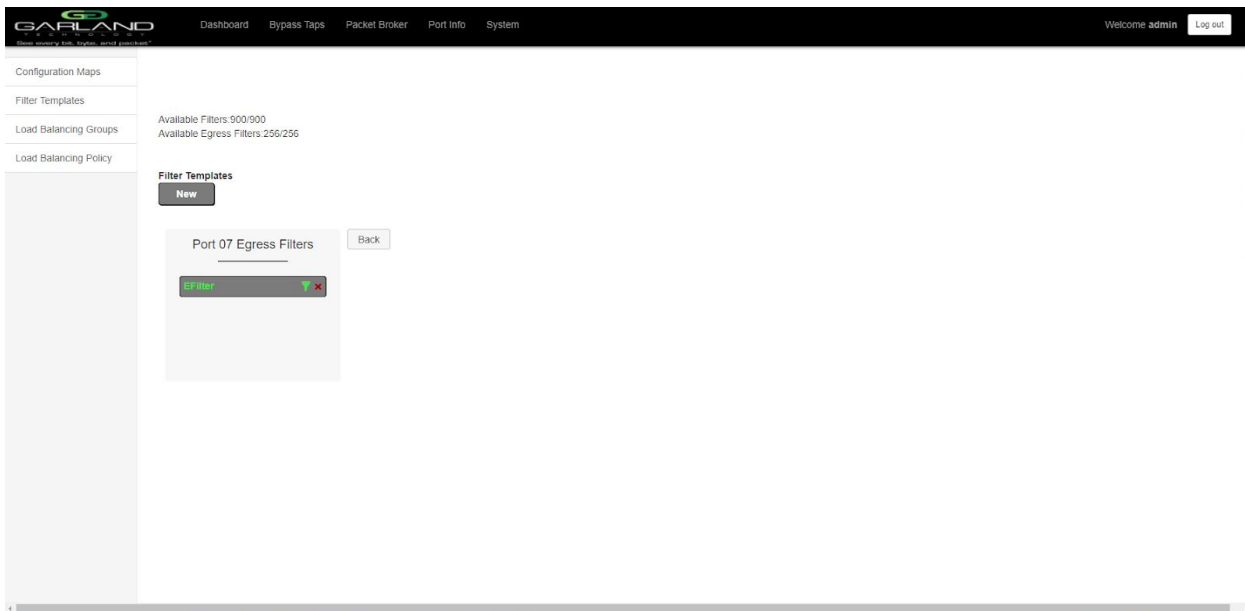 GARLAND
TECHNOLOGY
See every bit, byte, and packet®
Dashboard Bypass Taps Packet Broker Port Info System
Welcome admin Log out
Configuration Maps
Filter Templates
Load Balancing Groups
Load Balancing Policy
Available Filters:900/900
Available Egress Filters:256/256
Filter Templates
New
Port 07 Egress Filters
Back
EFilter